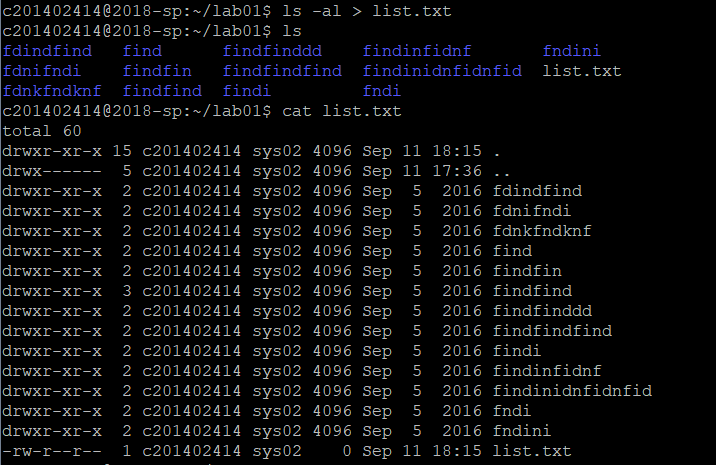 c201402414@2018-sp:~/lab01$ ls -al > list.txt
c201402414@2018-sp:~/lab01$ ls
fdindfind   find      findfinddd     findinfidnf        fndini
fdnifndi    findfin   findfindfind   findinidnfidnfid   list.txt
fdnkfndknf  findfind  findi          fndi
c201402414@2018-sp:~/lab01$ cat list.txt
total 60
drwxr-xr-x 15 c201402414 sys02 4096 Sep 11 18:15 .
drwx------  5 c201402414 sys02 4096 Sep 11 17:36 ..
drwxr-xr-x  2 c201402414 sys02 4096 Sep  5  2016 fdindfind
drwxr-xr-x  2 c201402414 sys02 4096 Sep  5  2016 fdnifndi
drwxr-xr-x  2 c201402414 sys02 4096 Sep  5  2016 fdnkfndknf
drwxr-xr-x  2 c201402414 sys02 4096 Sep  5  2016 find
drwxr-xr-x  2 c201402414 sys02 4096 Sep  5  2016 findfin
drwxr-xr-x  3 c201402414 sys02 4096 Sep  5  2016 findfind
drwxr-xr-x  2 c201402414 sys02 4096 Sep  5  2016 findfinddd
drwxr-xr-x  2 c201402414 sys02 4096 Sep  5  2016 findfindfind
drwxr-xr-x  2 c201402414 sys02 4096 Sep  5  2016 findi
drwxr-xr-x  2 c201402414 sys02 4096 Sep  5  2016 findinfidnf
drwxr-xr-x  2 c201402414 sys02 4096 Sep  5  2016 findinidnfidnfid
drwxr-xr-x  2 c201402414 sys02 4096 Sep  5  2016 fndi
drwxr-xr-x  2 c201402414 sys02 4096 Sep  5  2016 fndini
-rw-r--r--  1 c201402414 sys02    0 Sep 11 18:15 list.txt